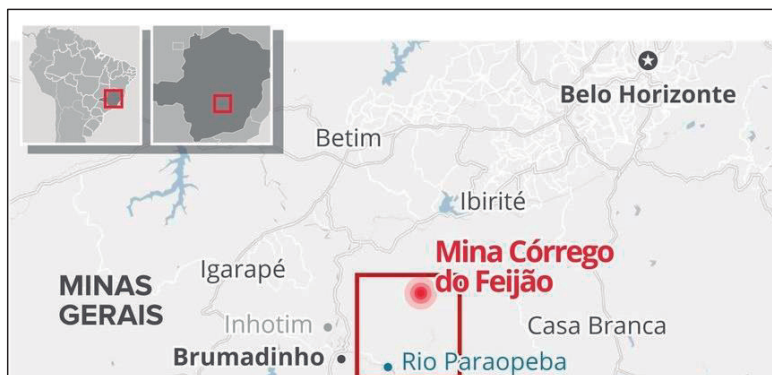 Belo Horizonte
Betim
Ibirité
Mina Córrego
do Feijão
Igarapé
MINAS
GERAIS
Inhotim
Casa Branca
Brumadinho
Rio Paraopeba